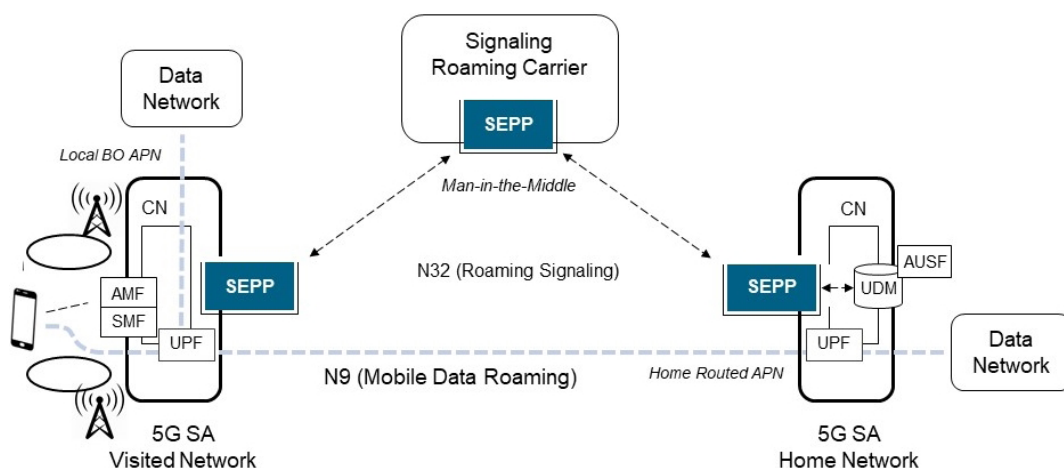 Signaling
Roaming Carrier
SEPP
Data
Network
Local BO APN
Man-in-the-Middle
CN
CN
N32 (Roaming Signaling)
AUSF
AMF
SEPP
SEPP
UDM
SMF
UPF
UPF
Data
Network
N9 (Mobile Data Roaming)
Home Routed APN
5G SA
Visited Network
5G SA
Home Network